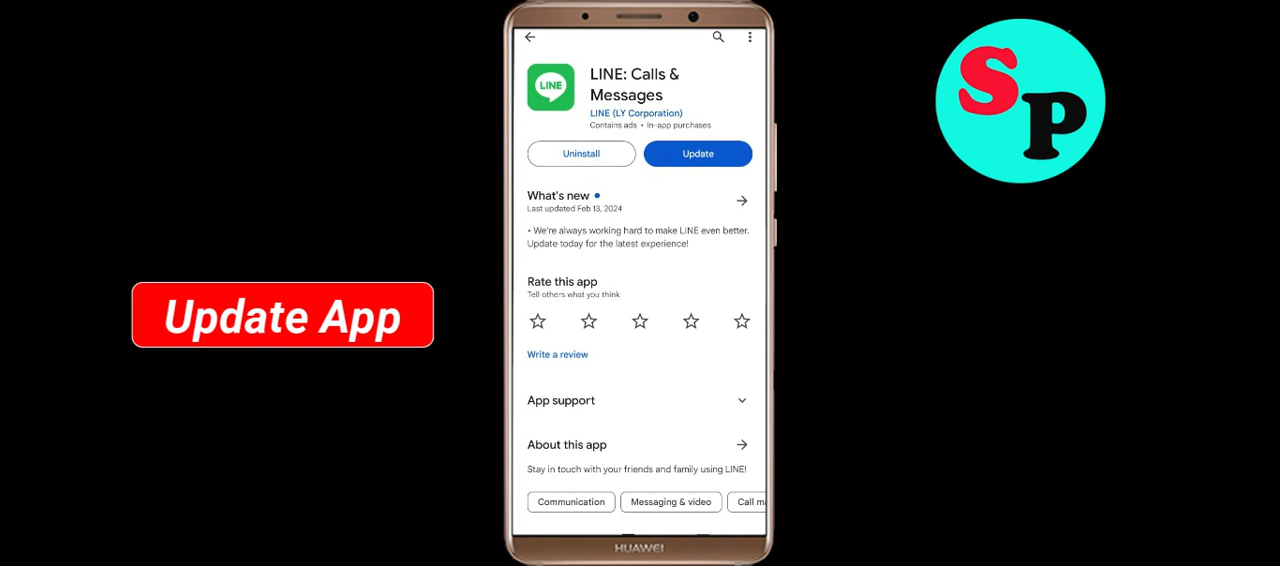 LINE
LINE: Calls &
Messages
LINE (LY Corporation)
Contains ads • In-app purchases
Uninstall
Update
What's new
Last updated Feb 13, 2024
• We're always working hard to make LINE even better.
Update today for the latest experience!
Rate this app
Tell others what you think
Write a review
App support
About this app
Stay in touch with your friends and family using LINE!
Communication
Messaging & video
Call m
HUAWEI
Update App
SP